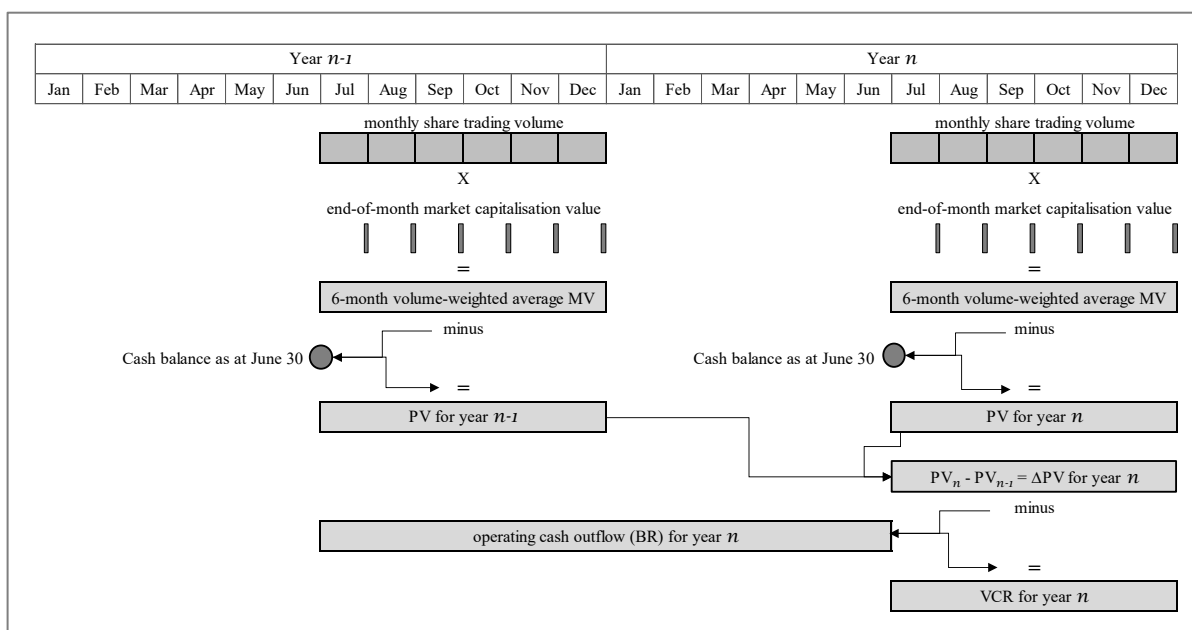 Year n-1 Year n
Jan Feb Mar Apr May Jun Jul Aug Sep Oct Nov Dec Jan Feb Mar Apr May Jun Jul Aug Sep Oct Nov Dec
monthly share trading volume monthly share trading volume
X X
end-of-month market capitalisation value end-of-month market capitalisation value
= =
6-month volume-weighted average MV 6-month volume-weighted average MV
minus minus
Cash balance as at June 30 Cash balance as at June 30
= =
PV for year n-1 PV for year n
PVn - PVn-1 = ΔPV for year n
minus
operating cash outflow (BR) for year n
=
VCR for year n